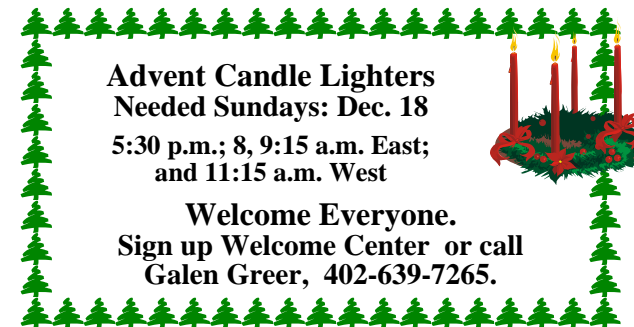 Advent Candle Lighters
Needed Sundays: Dec. 18
5:30 p.m.; 8, 9:15 a.m. East;
and 11:15 a.m. West
Welcome Everyone.
Sign up Welcome Center or call
Galen Greer, 402-639-7265.